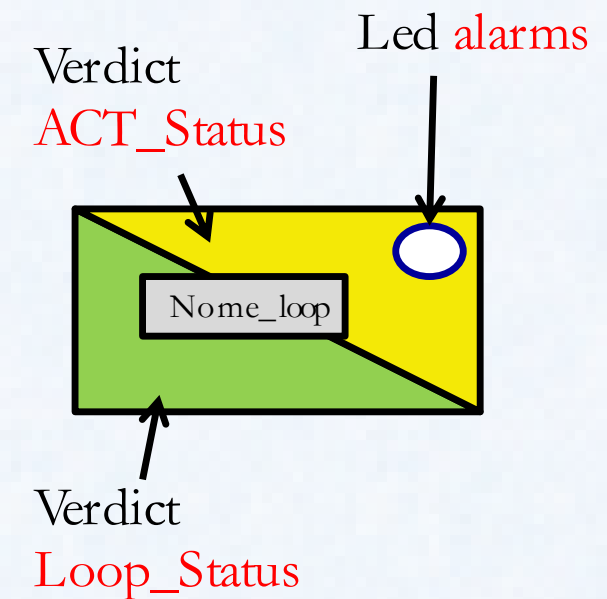 Led alarms
Verdict
ACT_Status
Nome_loop
Verdict
Loop_Status